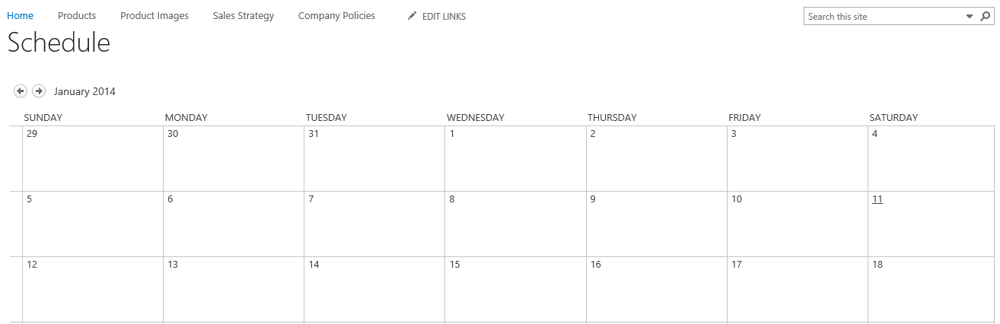 Home Products Product Images Sales Strategy Company Policies EDIT LINKS Search this site
Schedule
January 2014
SUNDAY MONDAY TUESDAY WEDNESDAY THURSDAY FRIDAY SATURDAY
29 30 31 1 2 3 4
5 6 7 8 9 10 11
12 13 14 15 16 17 18